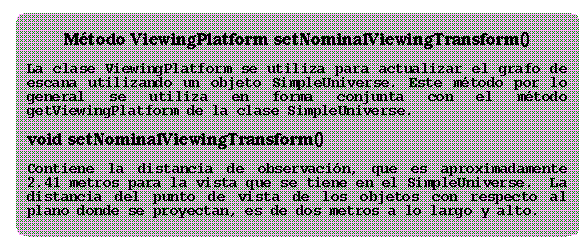 Método ViewingPlatform setNominalViewingTransform()
La clase ViewingPlatform se utiliza para actualizar el grafo de
escana utilizando un objeto SimpleUniverse. Este método por lo
general se utiliza en forma conjunta con el método
getViewingPlatform de la clase SimpleUniverse.
void setNominalViewingTransform()
Contiene la distancia de observación, que es aproximadamente
2.41 metros para la vista que se tiene en el SimpleUniverse. La
distancia del punto de vista de los objetos con respecto al
plano donde se proyectan, es de dos metros a lo largo y alto.